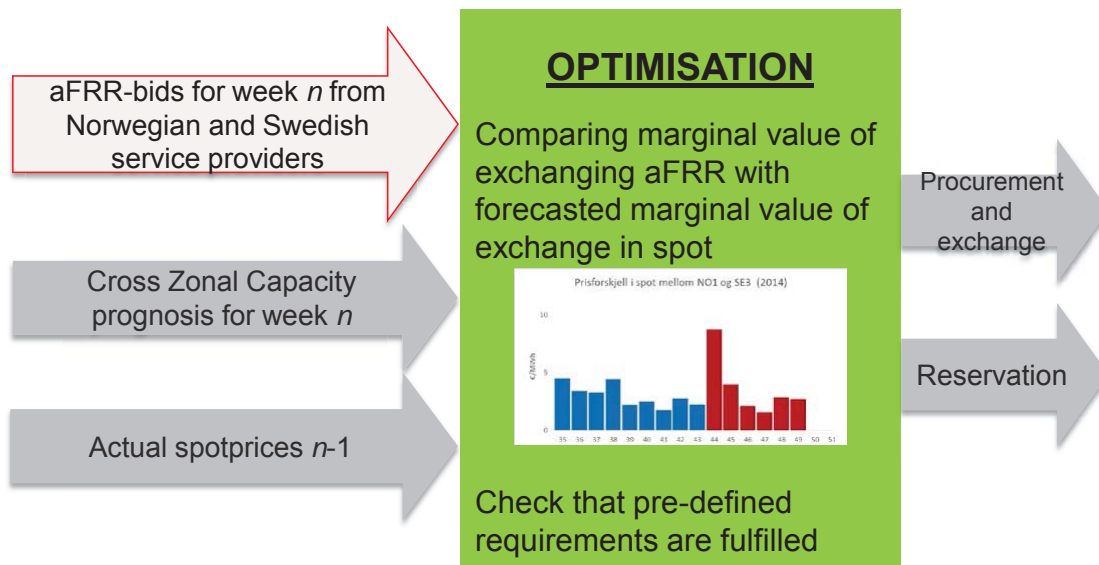 aFRR-bids for week n from
Norwegian and Swedish
service providers
Cross Zonal Capacity
prognosis for week n
Actual spotprices n-1
OPTIMISATION
Comparing marginal value of
exchanging aFRR with
forecasted marginal value of
exchange in spot
Prisforskjell i spot mellom NO1 og SE3 (2014)
€/MWh
10
5
0
35 36 37 38 39 40 41 42 43 44 45 46 47 48 49 50 51
Check that pre-defined
requirements are fulfilled
Procurement
and
exchange
Reservation